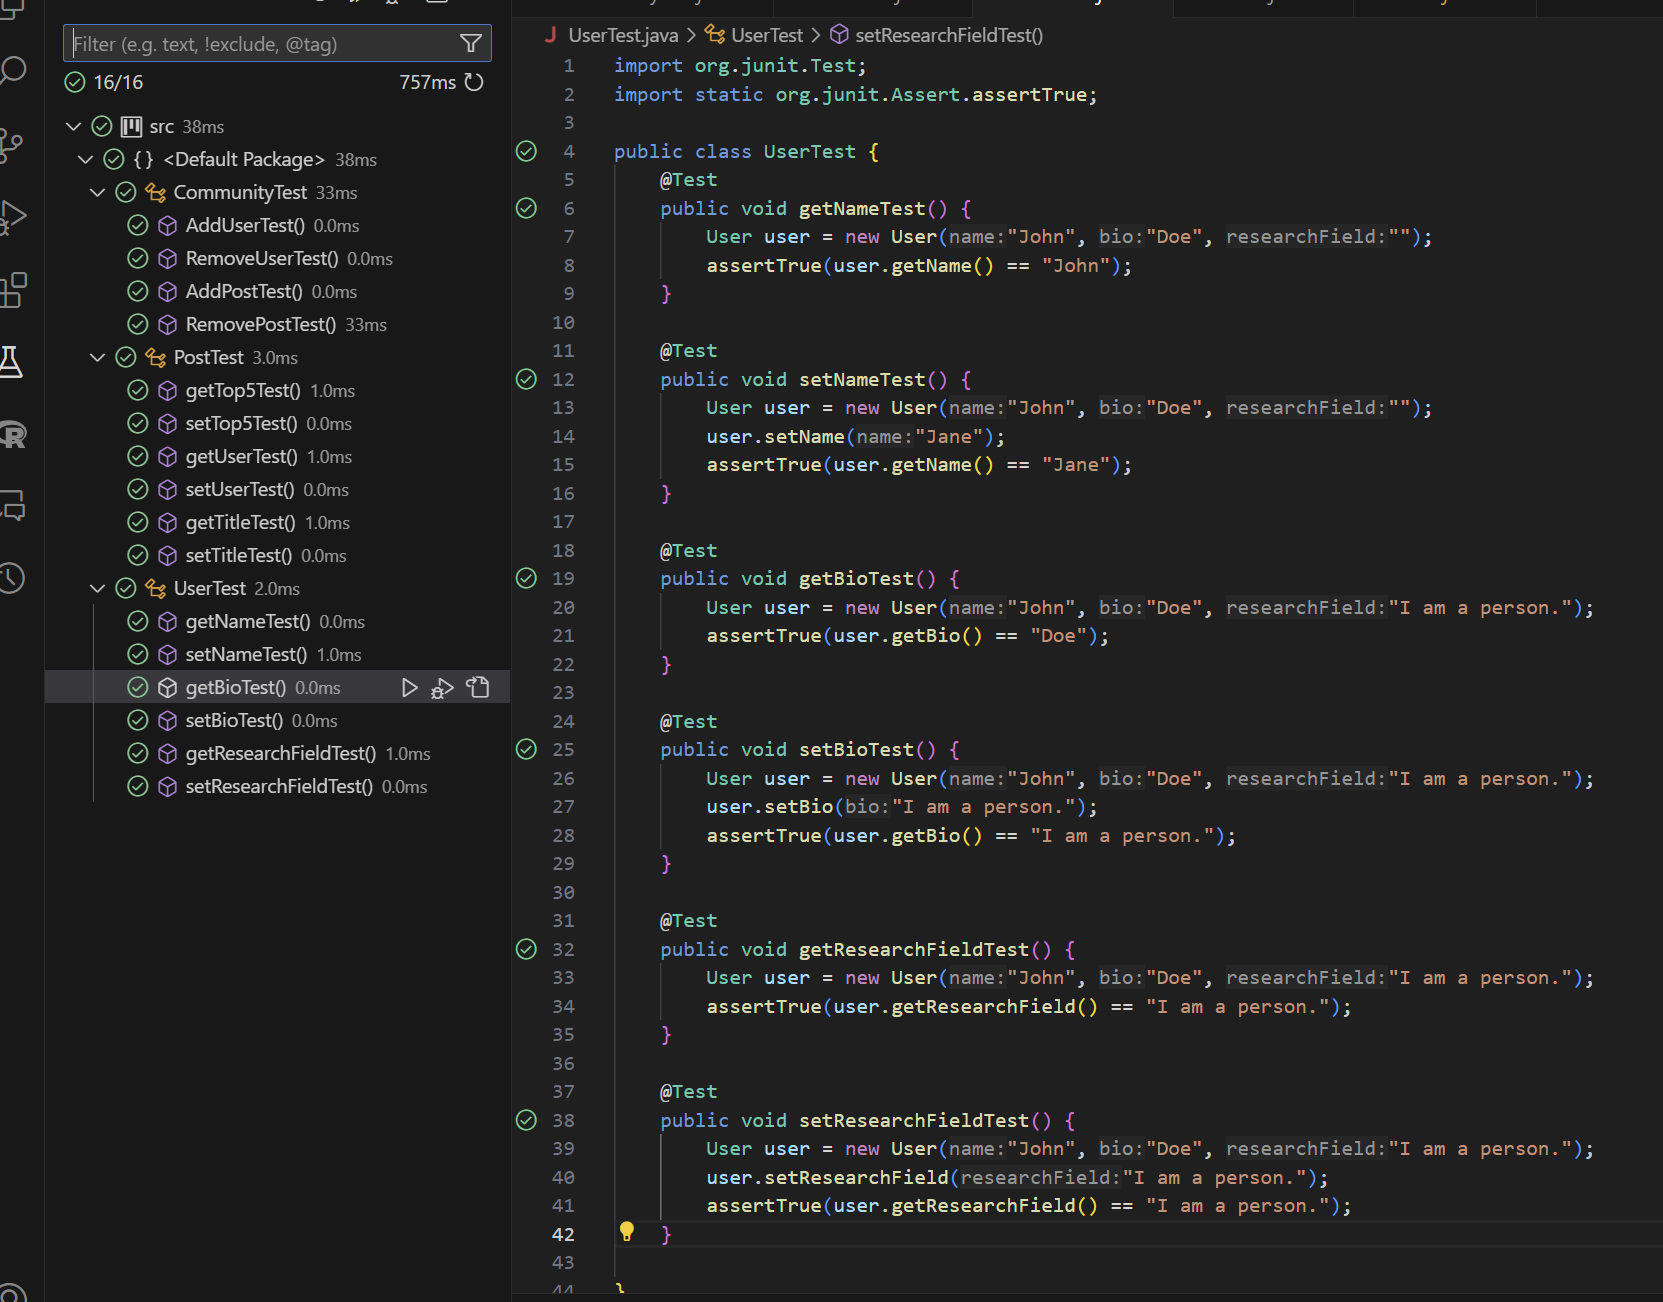 Filter (e.g. text, !exclude, @tag)
16/16 757ms
src 38ms
{} <Default Package> 38ms
CommunityTest 33ms
AddUserTest() 0.0ms
RemoveUserTest() 0.0ms
AddPostTest() 0.0ms
RemovePostTest() 33ms
PostTest 3.0ms
getTop5Test() 1.0ms
setTop5Test() 0.0ms
getUserTest() 1.0ms
setUserTest() 0.0ms
getTitleTest() 1.0ms
setTitleTest() 0.0ms
UserTest 2.0ms
getNameTest() 0.0ms
setNameTest() 1.0ms
getBioTest() 0.0ms
setBioTest() 0.0ms
getResearchFieldTest() 1.0ms
setResearchFieldTest() 0.0ms
J UserTest.java > UserTest > setResearchFieldTest()
1 import org.junit.Test;
2 import static org.junit.Assert.assertTrue;
3
4 public class UserTest {
5 @Test
6 public void getNameTest() {
7 User user = new User(name:"John", bio:"Doe", researchField:"");
8 assertTrue(user.getName() == "John");
9 }
10
11 @Test
12 public void setNameTest() {
13 User user = new User(name:"John", bio:"Doe", researchField:"");
14 user.setName(name:"Jane");
15 assertTrue(user.getName() == "Jane");
16 }
17
18 @Test
19 public void getBioTest() {
20 User user = new User(name:"John", bio:"Doe", researchField:"I am a person.");
21 assertTrue(user.getBio() == "Doe");
22 }
23
24 @Test
25 public void setBioTest() {
26 User user = new User(name:"John", bio:"Doe", researchField:"I am a person.");
27 user.setBio(bio:"I am a person.");
28 assertTrue(user.getBio() == "I am a person.");
29 }
30
31 @Test
32 public void getResearchFieldTest() {
33 User user = new User(name:"John", bio:"Doe", researchField:"I am a person.");
34 assertTrue(user.getResearchField() == "I am a person.");
35 }
36
37 @Test
38 public void setResearchFieldTest() {
39 User user = new User(name:"John", bio:"Doe", researchField:"I am a person.");
40 user.setResearchField(researchField:"I am a person.");
41 assertTrue(user.getResearchField() == "I am a person.");
42 }
43
44 }